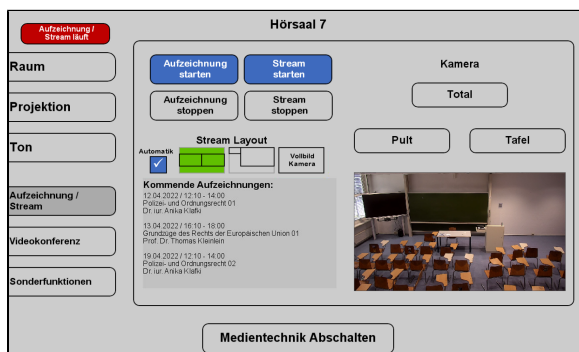 Hörsaal 7
Aufzeichnung /
Stream läuft
Raum
Projektion
Ton
Aufzeichnung /
Stream
Videokonferenz
Sonderfunktionen
Aufzeichnung
starten
Stream
starten
Aufzeichnung
stoppen
Stream
stoppen
Stream Layout
Automatik
Vollbild
Kamera
Kommende Aufzeichnungen:
12.04.2022 / 12:10 - 14:00
Polizei- und Ordnungsrecht 01
Dr. iur. Anika Klafki
13.04.2022 / 16:10 - 18:00
Grundzüge des Rechts der Europäischen Union 01
Prof. Dr. Thomas Kleinlein
19.04.2022 / 12:10 - 14:00
Polizei- und Ordnungsrecht 02
Dr. iur. Anika Klafki
Kamera
Total
Pult
Tafel
Medientechnik Abschalten